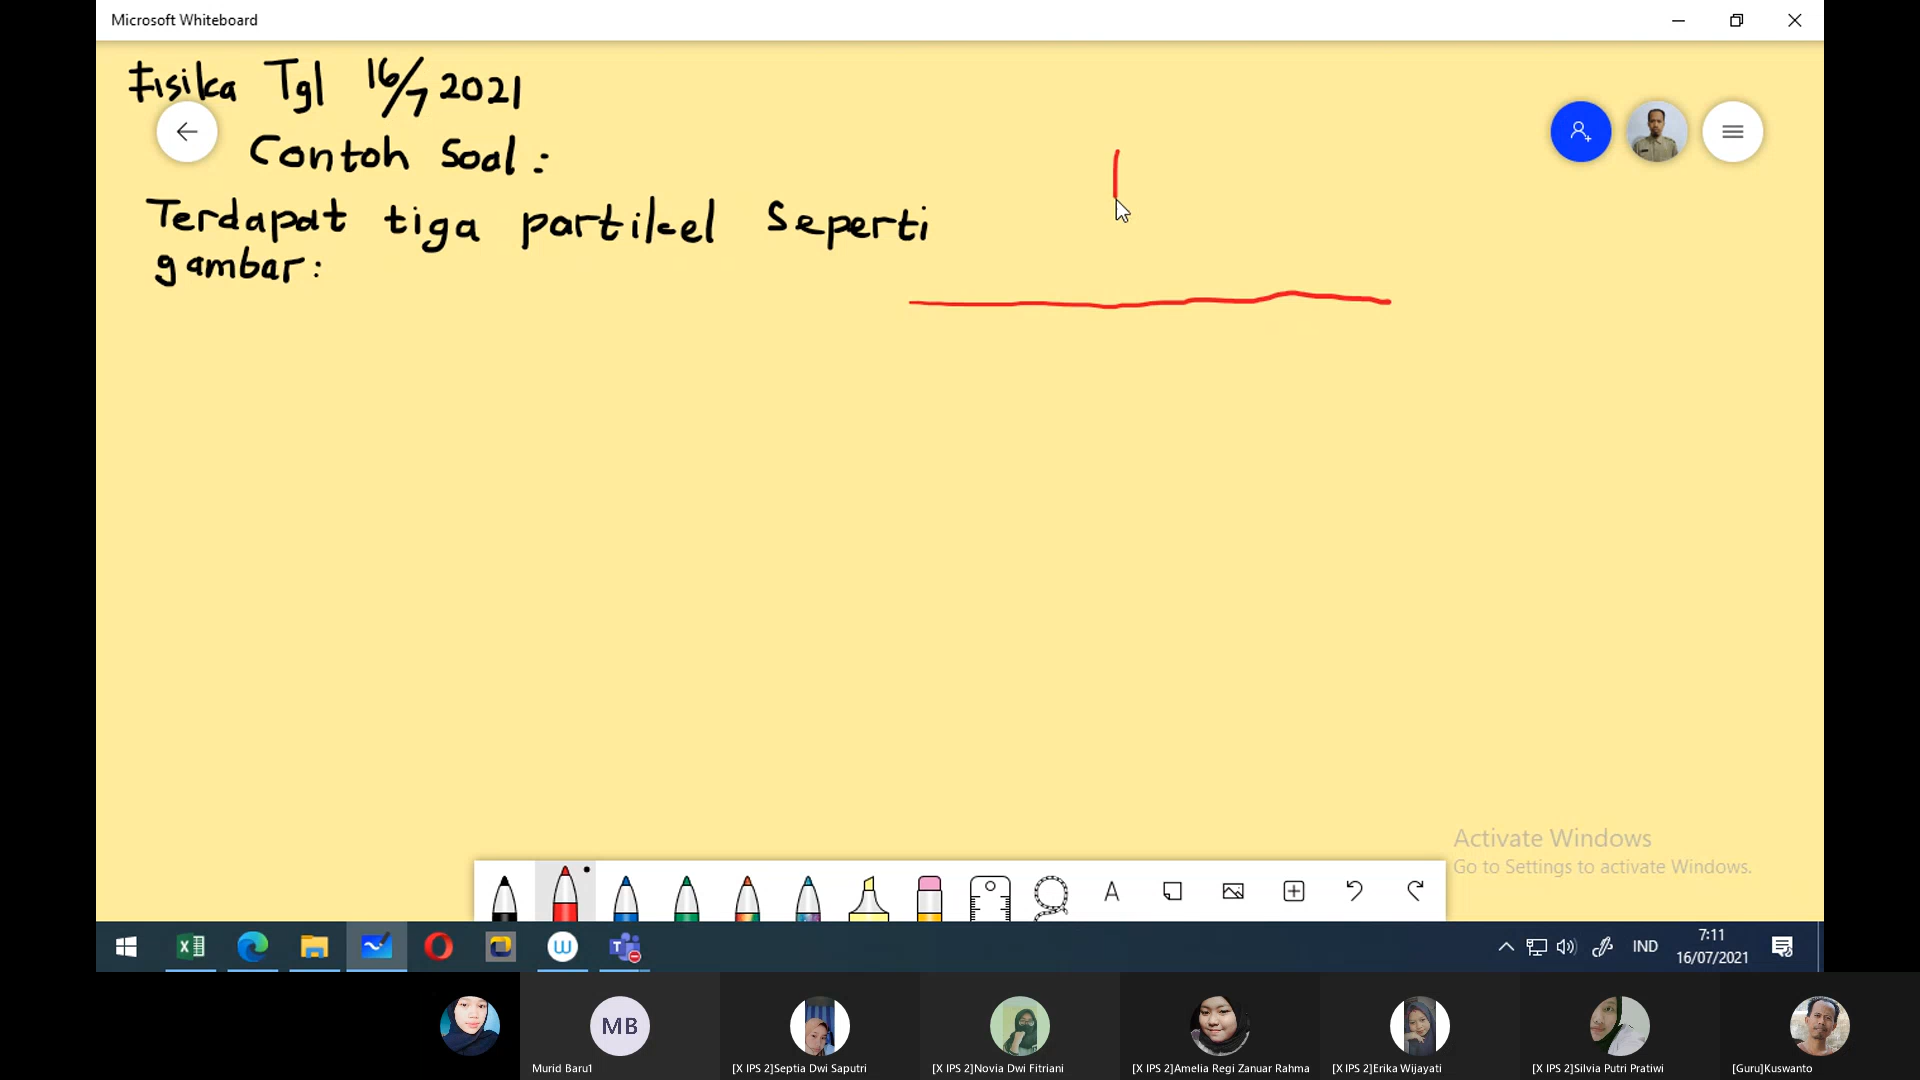 Microsoft Whiteboard
Fisika Tgl 16/7 2021
Contoh Soal :
Terdapat tiga partikel Seperti
gambar :
Activate Windows
Go to Settings to activate Windows.
A
IND
7:11
16/07/2021
MB
Murid Baru1
[X IPS 2]Septia Dwi Saputri
[X IPS 2]Novia Dwi Fitriani
[X IPS 2]Amelia Regi Zanuar Rahma
[X IPS 2]Erika Wijayati
[X IPS 2]Silvia Putri Pratiwi
[Guru]Kuswanto